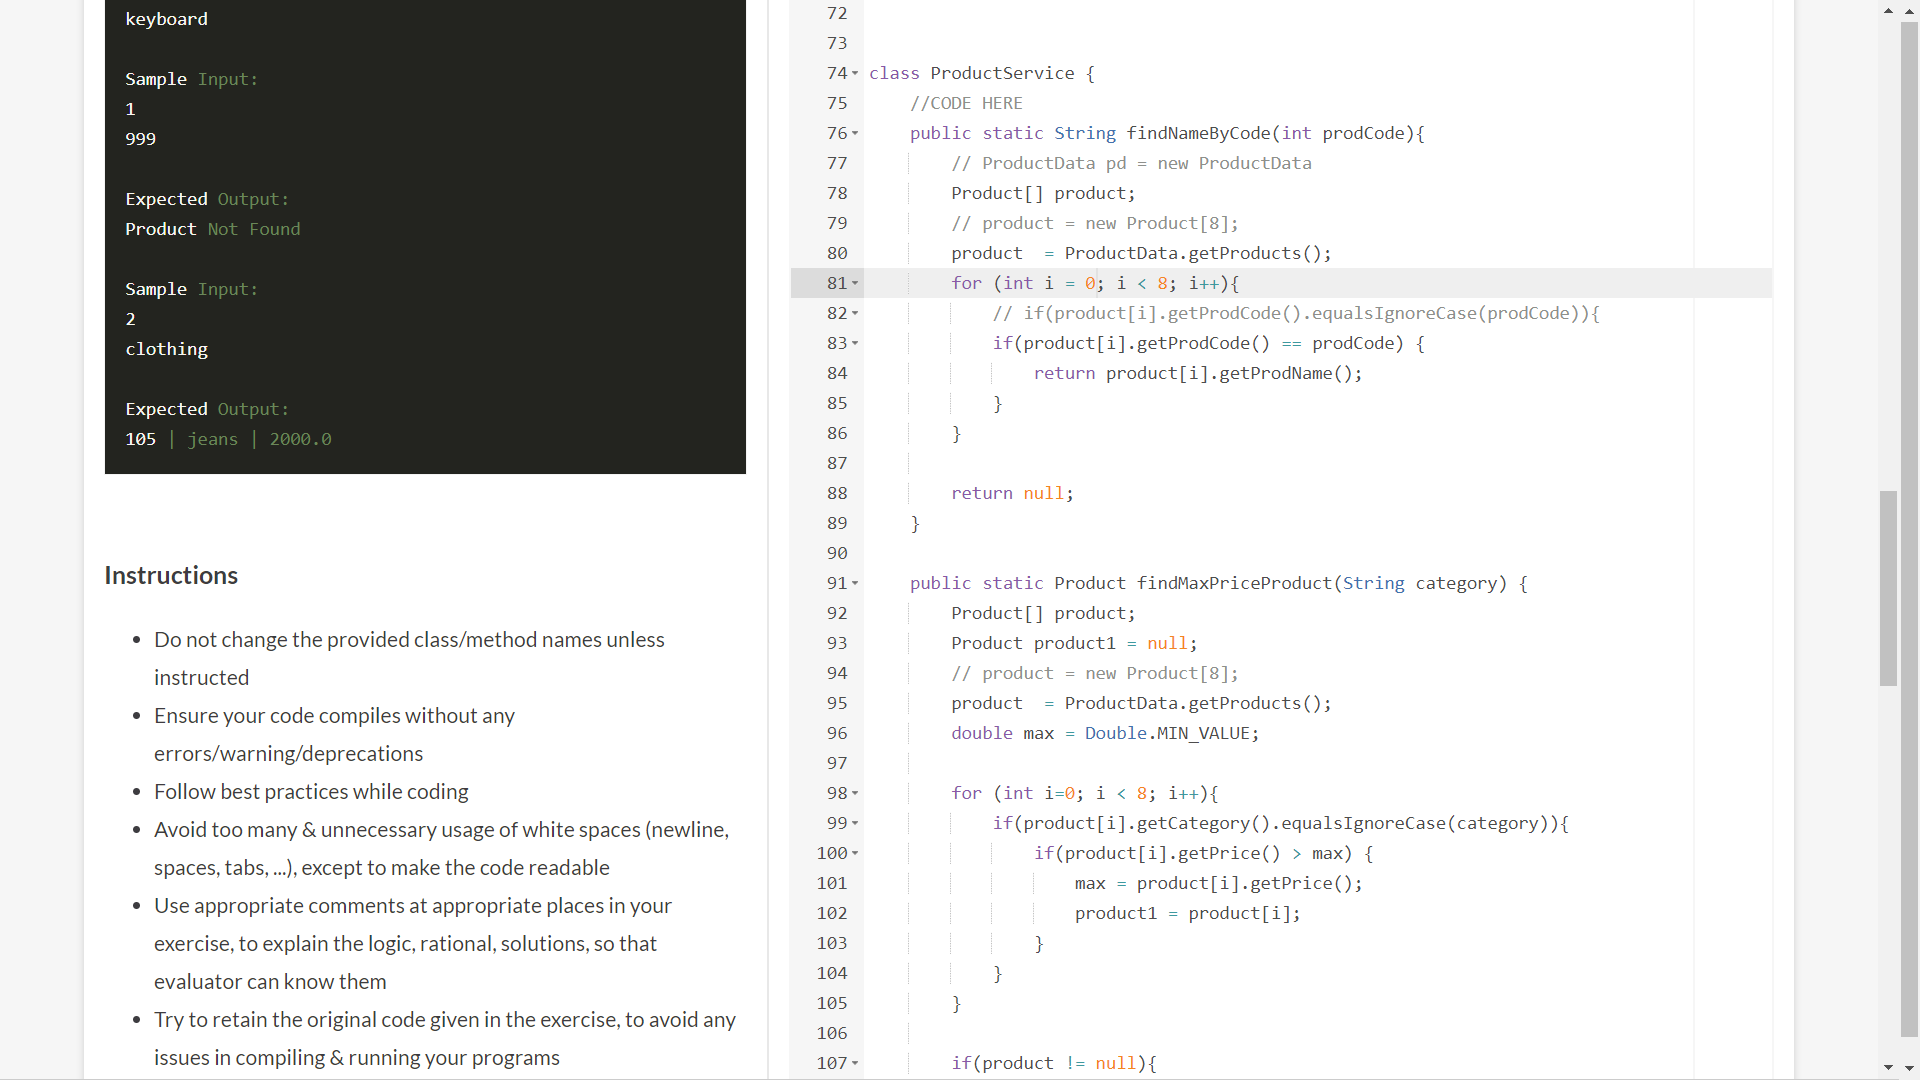 keyboard
Sample Input:
1
999
Expected Output:
Product Not Found
Sample Input:
2
clothing
Expected Output:
105 | jeans | 2000.0
Instructions
• Do not change the provided class/method names unless
instructed
• Ensure your code compiles without any
errors/warning/deprecations
• Follow best practices while coding
• Avoid too many & unnecessary usage of white spaces (newline,
spaces, tabs, ...), except to make the code readable
• Use appropriate comments at appropriate places in your
exercise, to explain the logic, rational, solutions, so that
evaluator can know them
• Try to retain the original code given in the exercise, to avoid any
issues in compiling & running your programs
72
73
74 class ProductService {
75     //CODE HERE
76     public static String findNameByCode(int prodCode){
77         // ProductData pd = new ProductData
78         Product[] product;
79         // product = new Product[8];
80         product  = ProductData.getProducts();
81         for (int i = 0; i < 8; i++){
82             // if(product[i].getProdCode().equalsIgnoreCase(prodCode)){
83             if(product[i].getProdCode() == prodCode) {
84                 return product[i].getProdName();
85             }
86         }
87
88         return null;
89     }
90
91     public static Product findMaxPriceProduct(String category) {
92         Product[] product;
93         Product product1 = null;
94         // product = new Product[8];
95         product  = ProductData.getProducts();
96         double max = Double.MIN_VALUE;
97
98         for (int i=0; i < 8; i++){
99             if(product[i].getCategory().equalsIgnoreCase(category)){
100                 if(product[i].getPrice() > max) {
101                     max = product[i].getPrice();
102                     product1 = product[i];
103                 }
104             }
105         }
106
107         if(product != null){